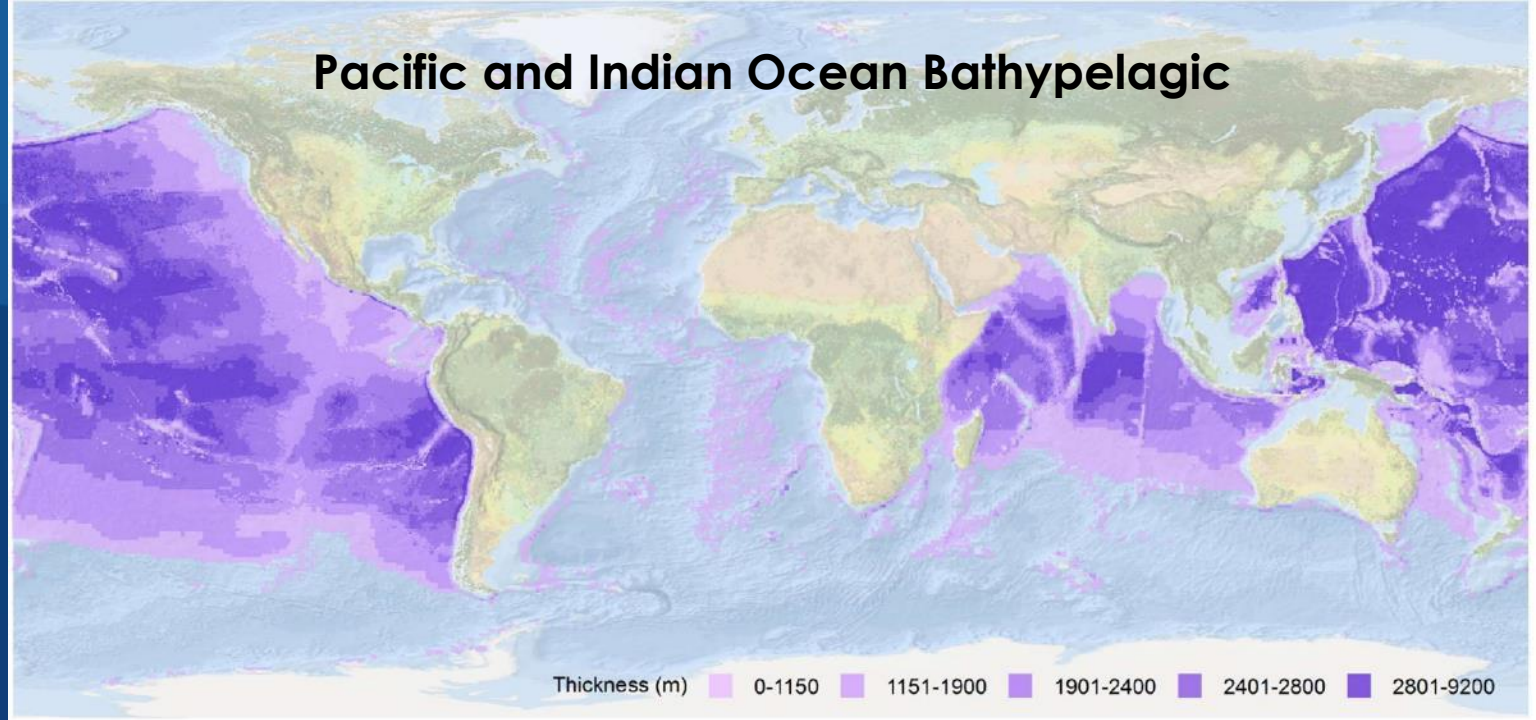 Pacific and Indian Ocean Bathypelagic
Thickness (m) 0-1150 1151-1900 1901-2400 2401-2800 2801-9200